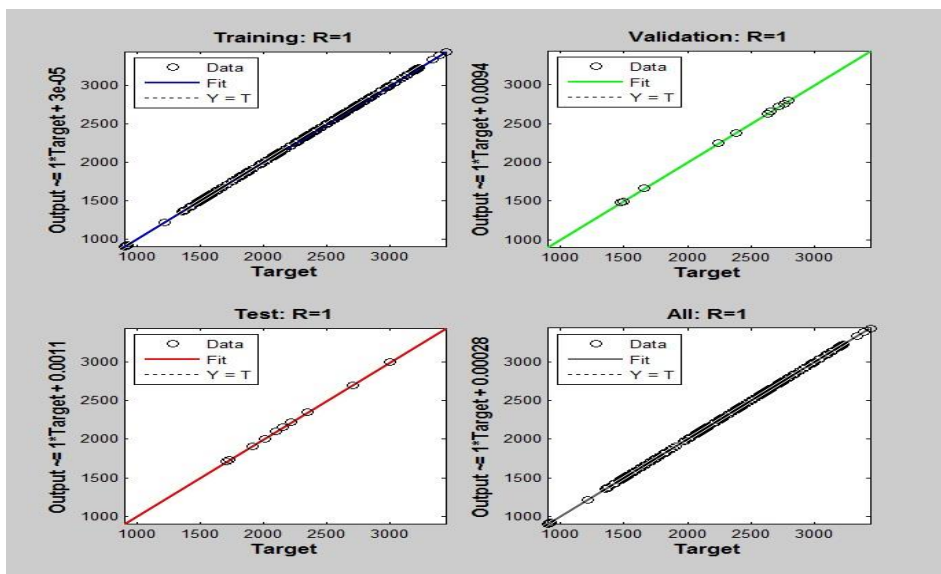 Training: R=1
Output ~= 1*Target + 3e-05
Data
Fit
Y = T
3000
2500
2000
1500
1000
1000 1500 2000 2500 3000
Target
Validation: R=1
Output ~= 1*Target + 0.0094
Data
Fit
Y = T
3000
2500
2000
1500
1000
1000 1500 2000 2500 3000
Target
Test: R=1
Output ~= 1*Target + 0.0011
Data
Fit
Y = T
3000
2500
2000
1500
1000
1000 1500 2000 2500 3000
Target
All: R=1
Output ~= 1*Target + 0.00028
Data
Fit
Y = T
3000
2500
2000
1500
1000
1000 1500 2000 2500 3000
Target